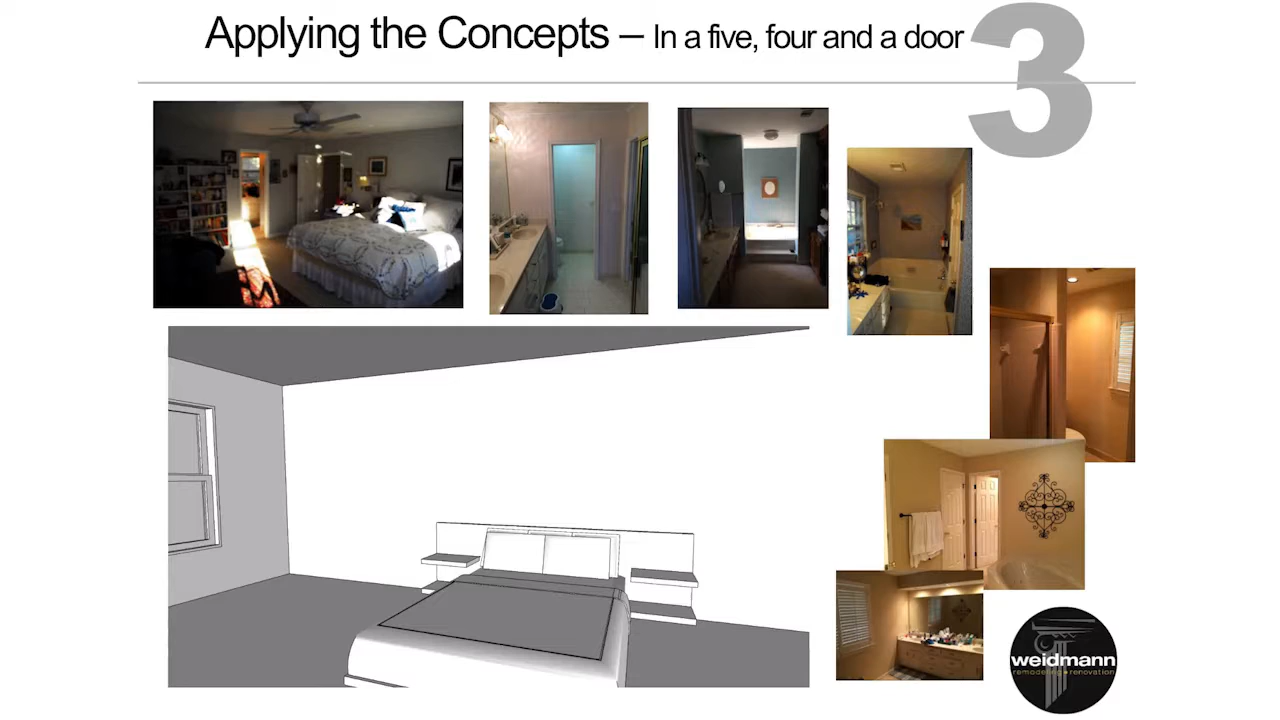 Applying the Concepts – In a five, four and a door
3
weidmann
remodeling • renovation